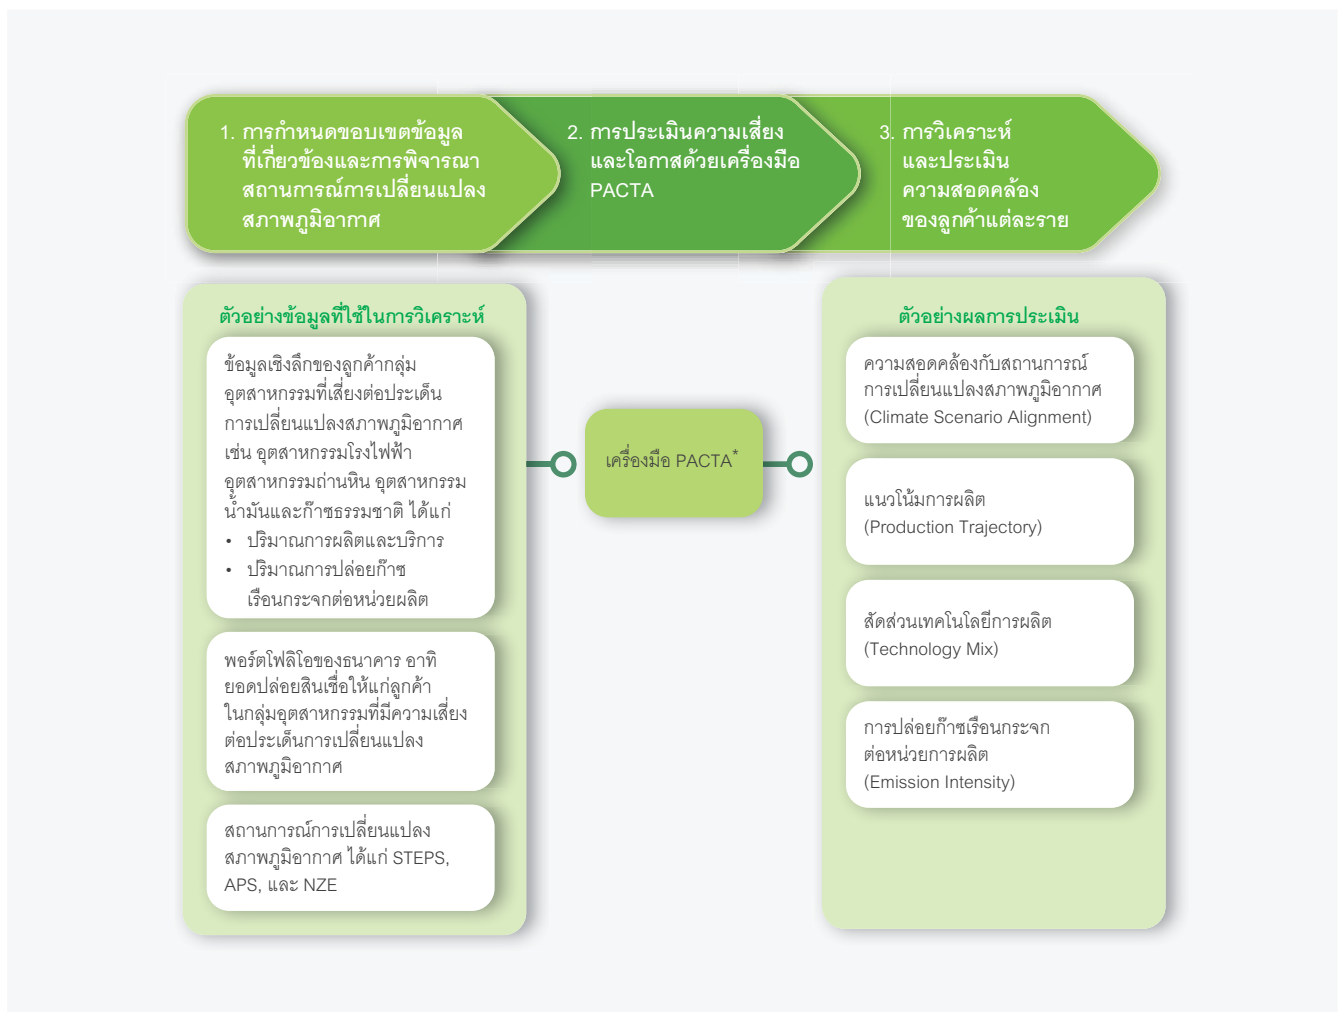 1. การกำหนดขอบเขตข้อมูล
ที่เกี่ยวข้องและการพิจารณา
สถานการณ์การเปลี่ยนแปลง
สภาพภูมิอากาศ
2. การประเมินความเสี่ยง
และโอกาสด้วยเครื่องมือ
PACTA
3. การวิเคราะห์
และประเมิน
ความสอดคล้อง
ของลูกค้าแต่ละราย
ตัวอย่างข้อมูลที่ใช้ในการวิเคราะห์
ข้อมูลเชิงลึกของลูกค้ากลุ่ม
อุตสาหกรรมที่เสี่ยงต่อประเด็น
การเปลี่ยนแปลงสภาพภูมิอากาศ
เช่น อุตสาหกรรมโรงไฟฟ้า
อุตสาหกรรมถ่านหิน อุตสาหกรรม
น้ำมันและก๊าซธรรมชาติ ได้แก่
• ปริมาณการผลิตและบริการ
• ปริมาณการปล่อยก๊าซ
เรือนกระจกต่อหน่วยผลิต
พอร์ตโฟลิโอของธนาคาร อาทิ
ยอดปล่อยสินเชื่อให้แก่ลูกค้า
ในกลุ่มอุตสาหกรรมที่มีความเสี่ยง
ต่อประเด็นการเปลี่ยนแปลง
สภาพภูมิอากาศ
สถานการณ์การเปลี่ยนแปลง
สภาพภูมิอากาศ ได้แก่ STEPS,
APS, และ NZE
เครื่องมือ PACTA*
ตัวอย่างผลการประเมิน
ความสอดคล้องกับสถานการณ์
การเปลี่ยนแปลงสภาพภูมิอากาศ
(Climate Scenario Alignment)
แนวโน้มการผลิต
(Production Trajectory)
สัดส่วนเทคโนโลยีการผลิต
(Technology Mix)
การปล่อยก๊าซเรือนกระจก
ต่อหน่วยการผลิต
(Emission Intensity)